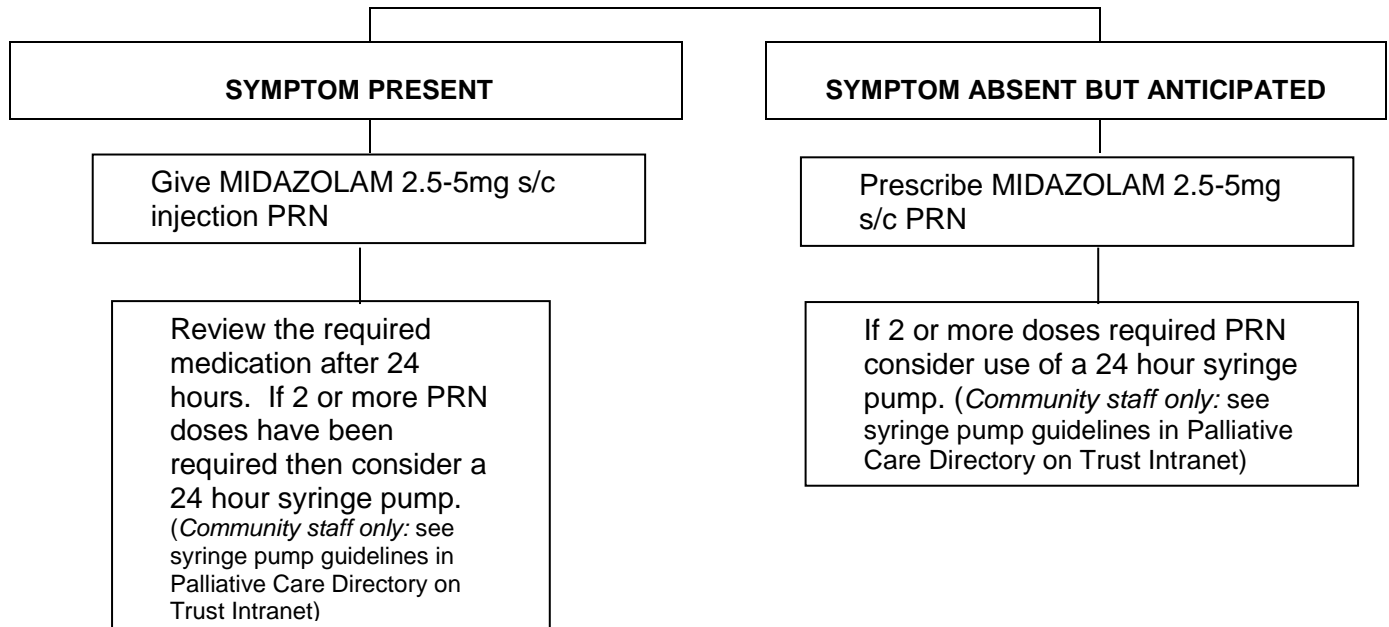 SYMPTOM PRESENT
Give MIDAZOLAM 2.5-5mg s/c
injection PRN
Review the required
medication after 24
hours.  If 2 or more PRN
doses have been
required then consider a
24 hour syringe pump.
(Community staff only: see
syringe pump guidelines in
Palliative Care Directory on
Trust Intranet)
SYMPTOM ABSENT BUT ANTICIPATED
Prescribe MIDAZOLAM 2.5-5mg
s/c PRN
If 2 or more doses required PRN
consider use of a 24 hour syringe
pump. (Community staff only: see
syringe pump guidelines in Palliative
Care Directory on Trust Intranet)